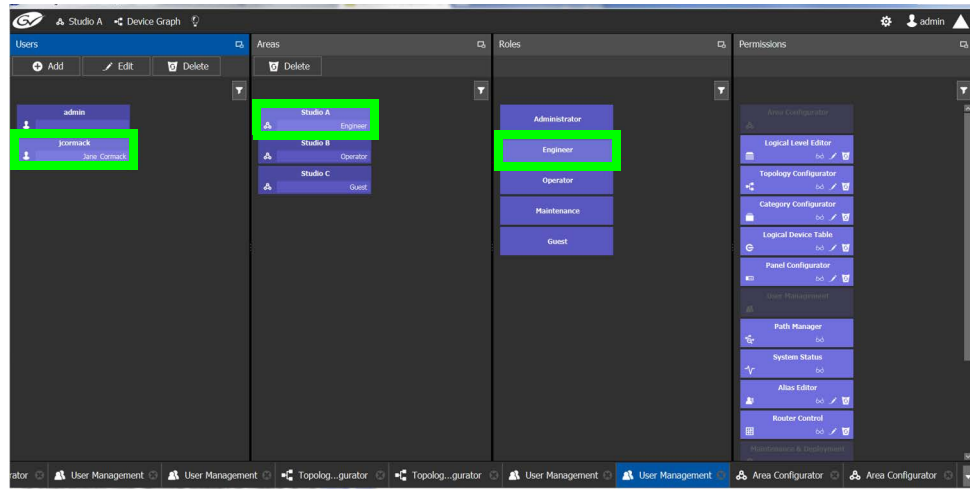 GV Studio A Device Graph admin
Users
Add Edit Delete
admin
jcormack
Jane Cormack
Areas
Delete
Studio A
Engineer
Studio B
Operator
Studio C
Guest
Roles
Administrator
Engineer
Operator
Maintenance
Guest
Permissions
Area Configurator
Logical Level Editor
Topology Configurator
Category Configurator
Logical Device Table
Panel Configurator
User Management
Path Manager
System Status
Alias Editor
Router Control
Maintenance & Deployment
rator User Management User Management Topolog...gurator Topolog...gurator User Management User Management Area Configurator Area Configurator